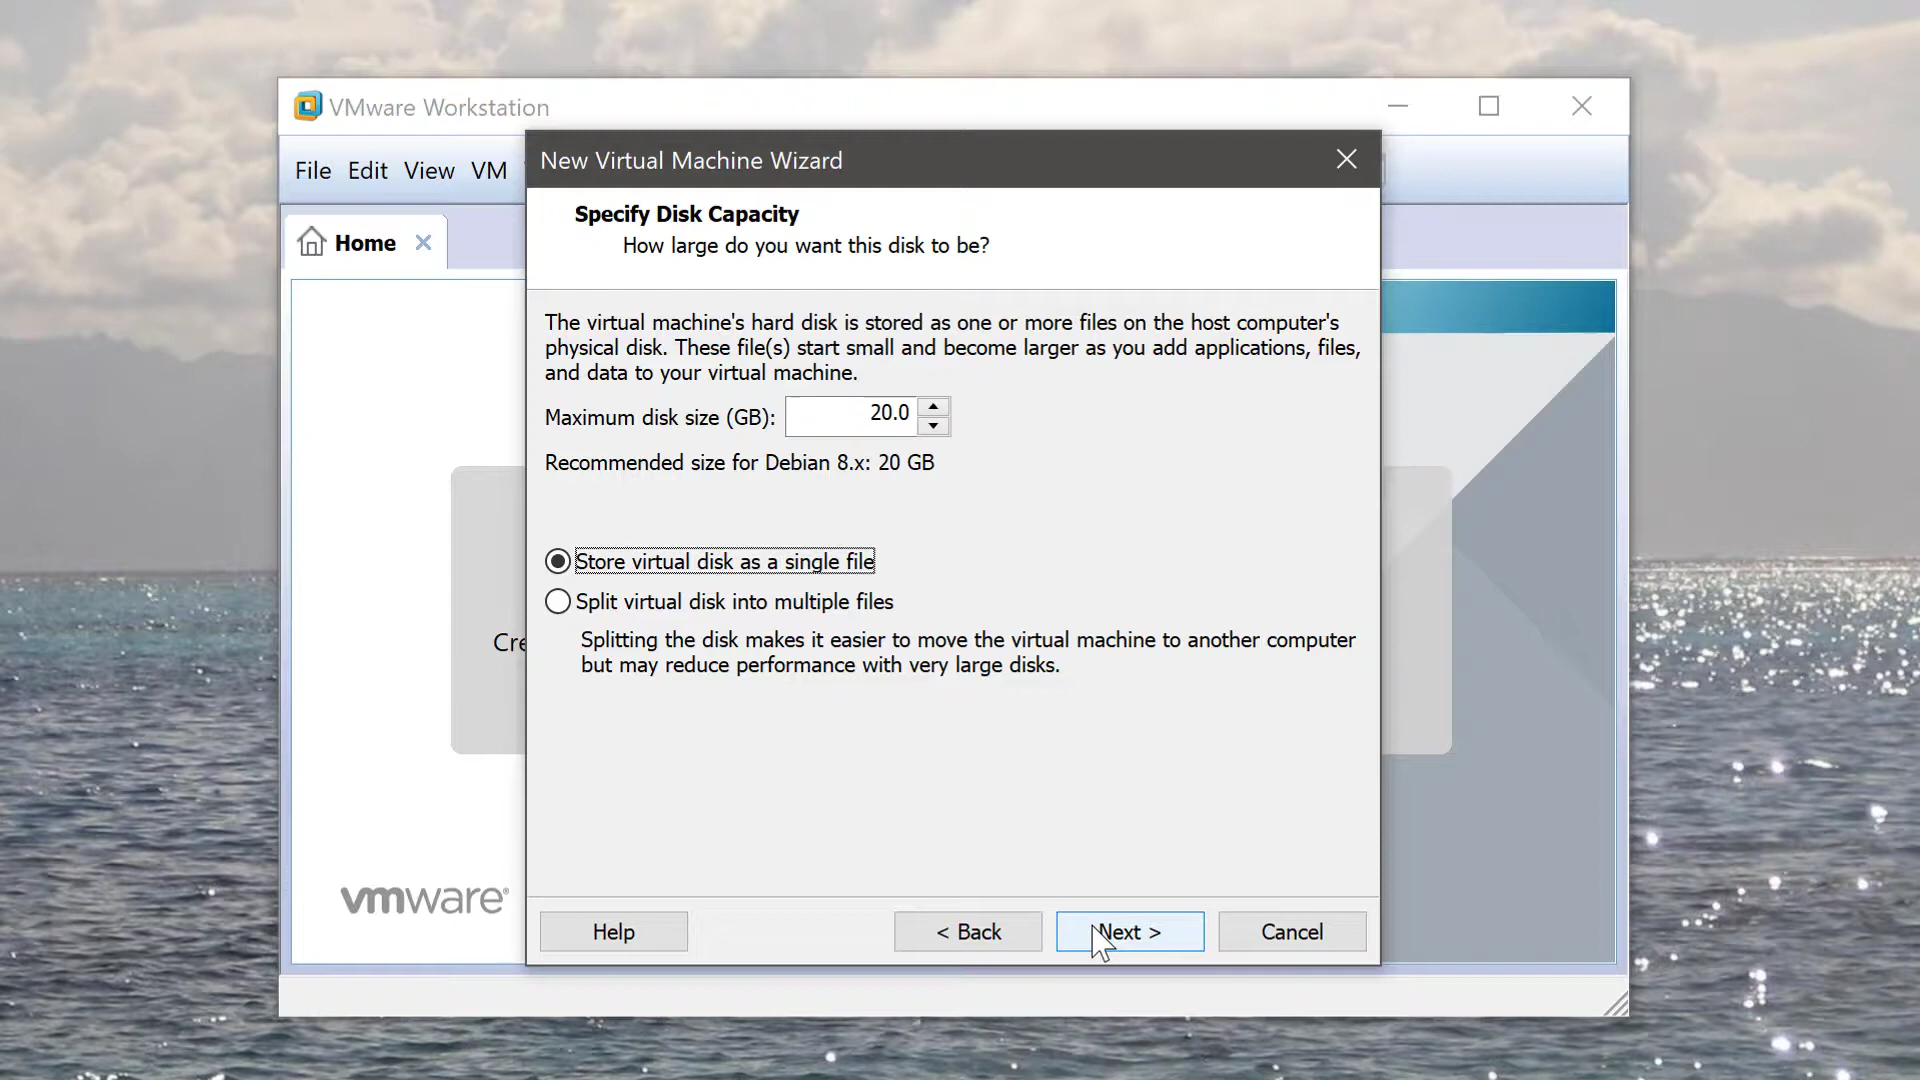 VMware Workstation
File Edit View VM
New Virtual Machine Wizard
Home
Specify Disk Capacity
How large do you want this disk to be?
The virtual machine's hard disk is stored as one or more files on the host computer's
physical disk. These file(s) start small and become larger as you add applications, files,
and data to your virtual machine.
Maximum disk size (GB): 20.0
Recommended size for Debian 8.x: 20 GB
Store virtual disk as a single file
Split virtual disk into multiple files
Splitting the disk makes it easier to move the virtual machine to another computer
but may reduce performance with very large disks.
Cre
vmware®
Help < Back Next > Cancel